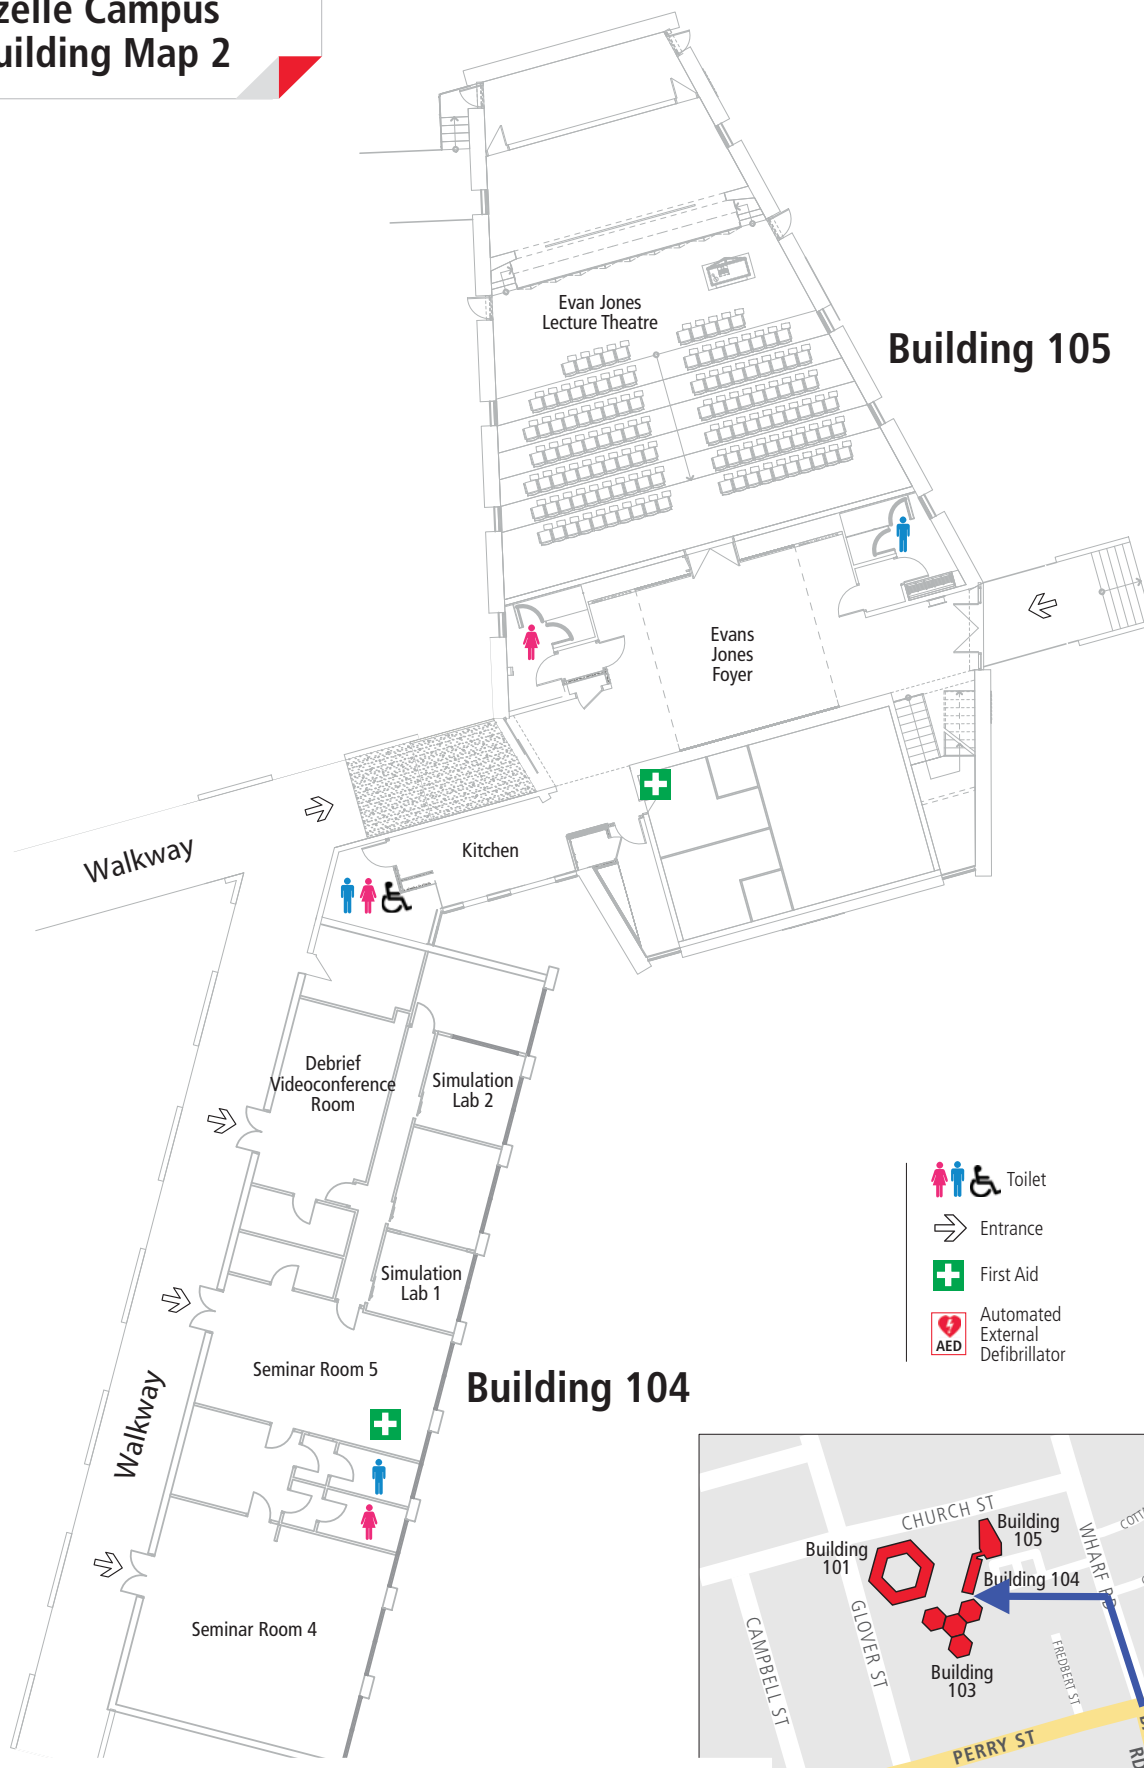 zelle Campus
uilding Map 2
Evan Jones
Lecture Theatre
Building 105
Evans
Jones
Foyer
Kitchen
Walkway
Debrief
Videoconference
Room
Simulation
Lab 2
Simulation
Lab 1
Seminar Room 5
Building 104
Walkway
Seminar Room 4
Toilet
Entrance
First Aid
AED
Automated
External
Defibrillator
CHURCH ST
Building
105
Building
101
Building 104
WHARF RD
COTT
GLOVER ST
CAMPBELL ST
FREDBERT ST
Building
103
PERRY ST
RD